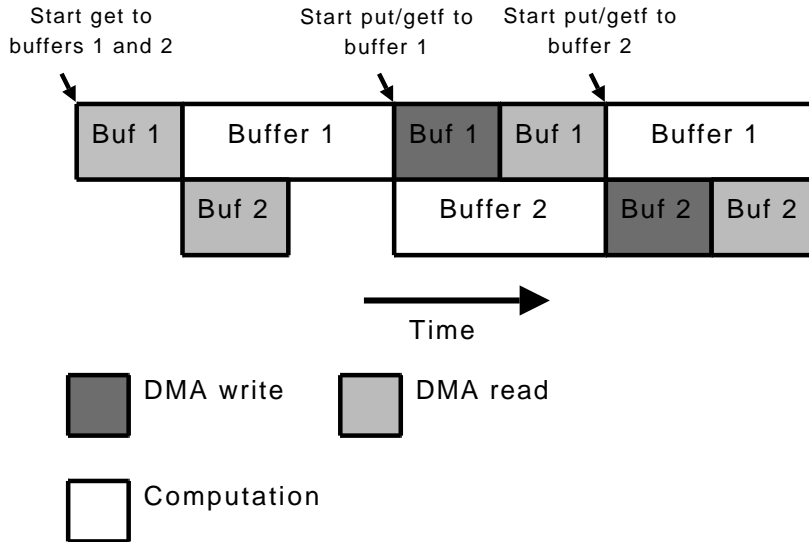 Start get to
buffers 1 and 2
Start put/getf to
buffer 1
Start put/getf to
buffer 2
Buf 1
Buffer 1
Buf 1
Buf 1
Buffer 1
Buf 2
Buffer 2
Buf 2
Buf 2
Time
DMA write
DMA read
Computation